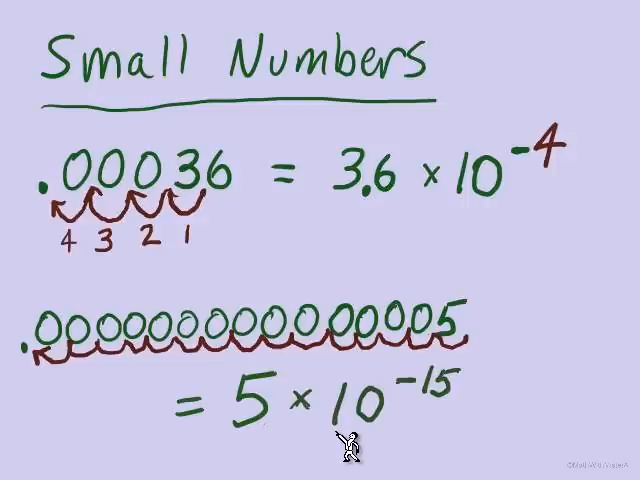 Small Numbers
.00036 = 3.6 × 10⁻⁴
4 3 2 1
.000000000000005
= 5 × 10⁻¹⁵